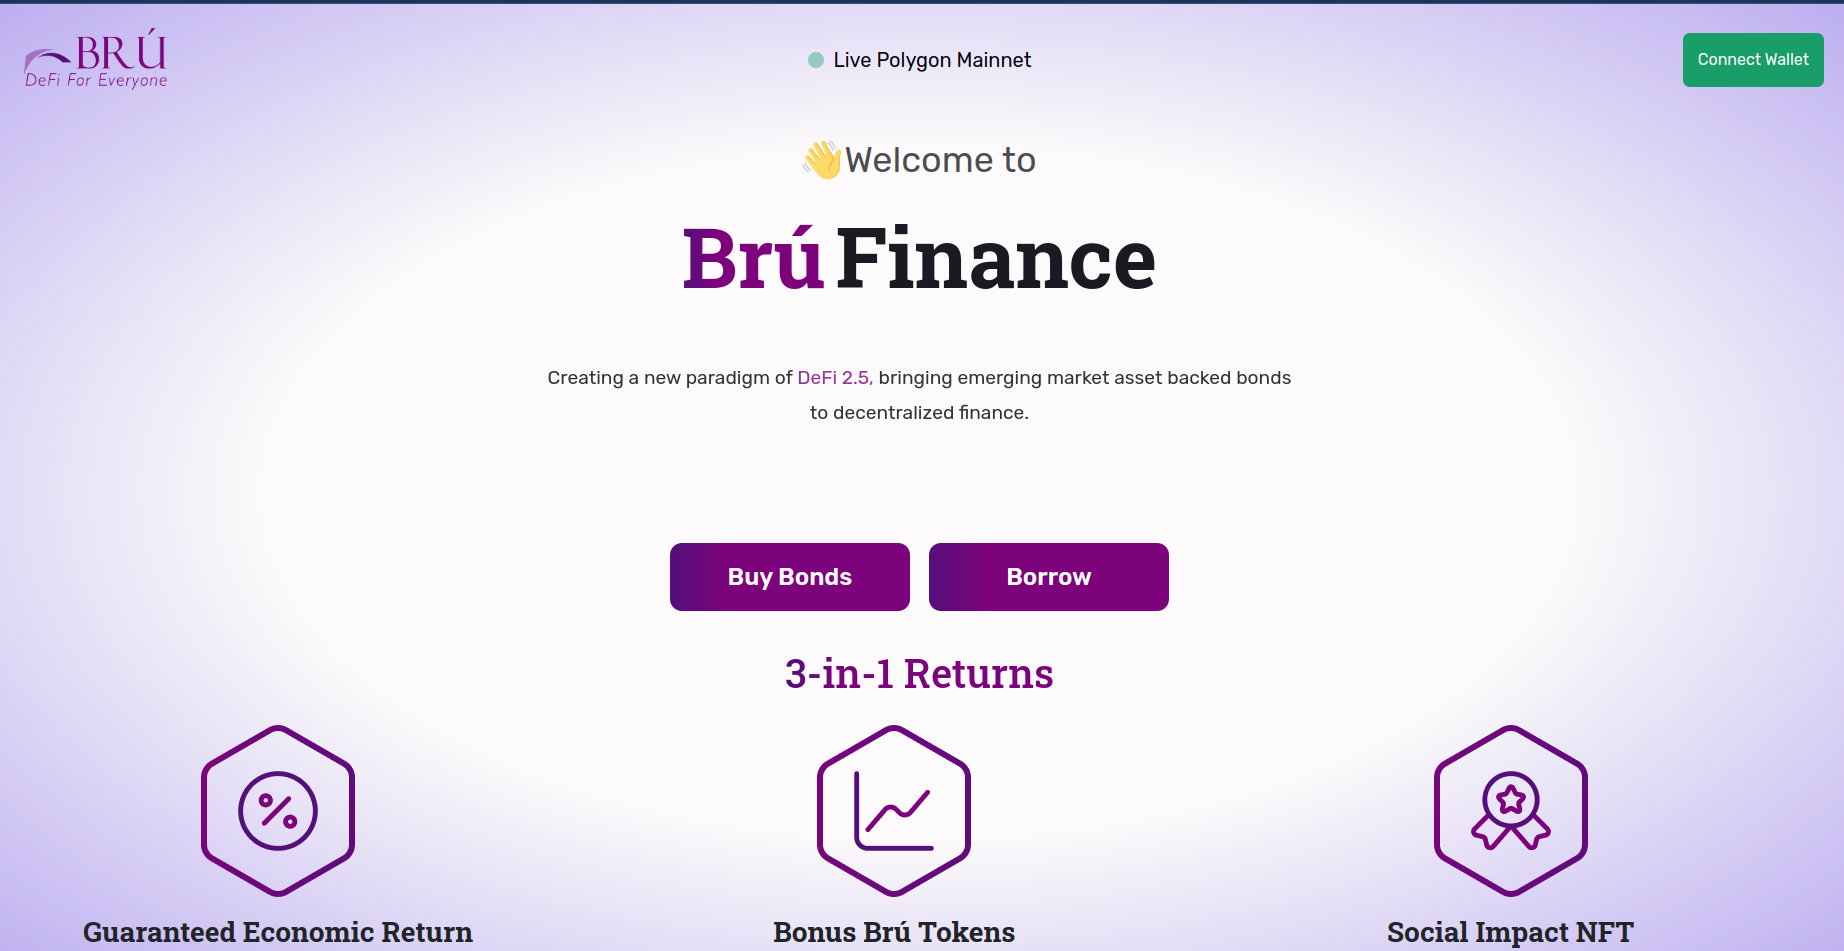 BRÚ
DeFi For Everyone
Live Polygon Mainnet
Connect Wallet
👋Welcome to
Brú Finance
Creating a new paradigm of DeFi 2.5, bringing emerging market asset backed bonds
to decentralized finance.
Buy Bonds
Borrow
3-in-1 Returns
Guaranteed Economic Return
Bonus Brú Tokens
Social Impact NFT